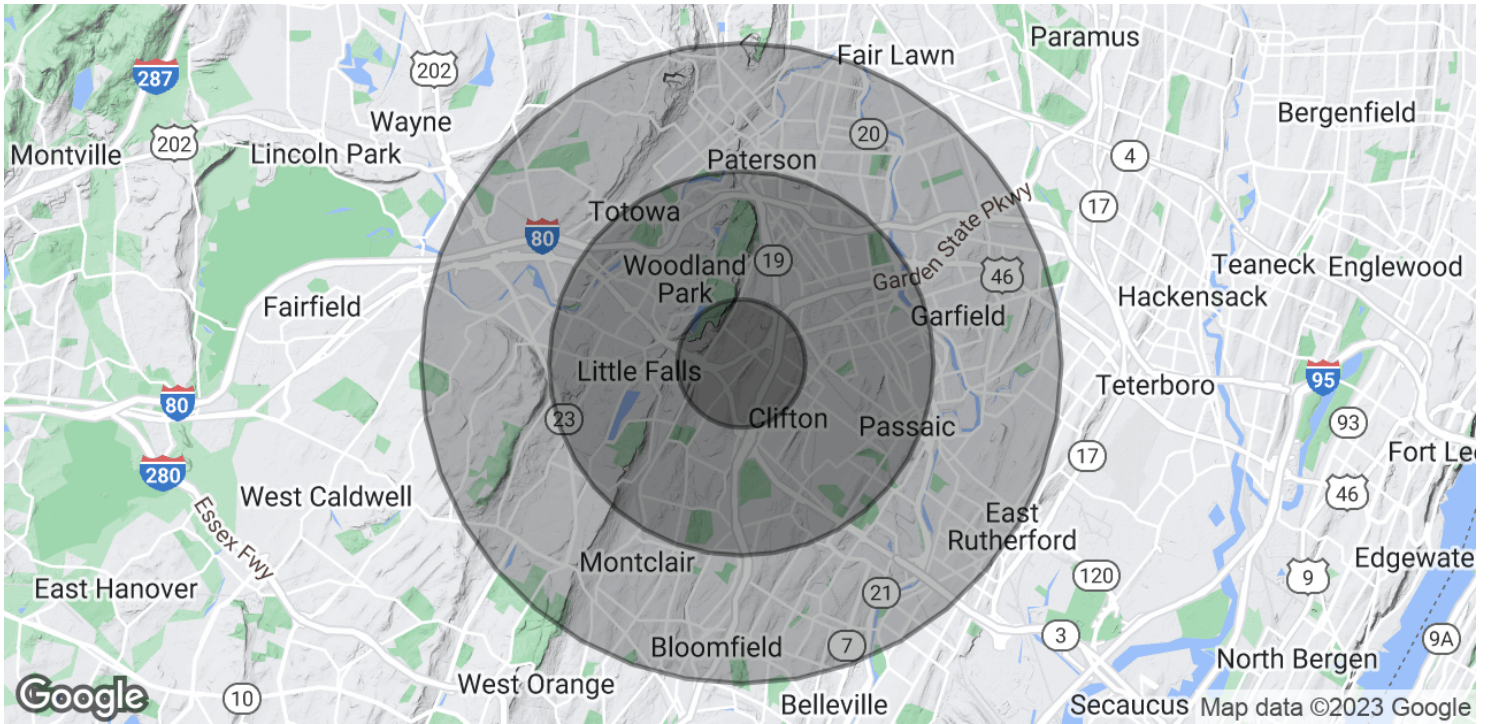 Paramus
Fair Lawn
287
202
Bergenfield
Wayne
20
202
Montville
Lincoln Park
4
Paterson
17
Totowa
Garden State Pkwy
80
19
Woodland
Park
46
Teaneck
Englewood
Hackensack
Fairfield
Garfield
Little Falls
Teterboro
95
80
23
Clifton
Passaic
93
Fort Lee
17
280
West Caldwell
46
Essex Fwy
East
Rutherford
Montclair
Edgewate
120
9
East Hanover
21
3
9A
Bloomfield
7
North Bergen
West Orange
10
Google
Belleville
Secaucus
Map data ©2023 Google